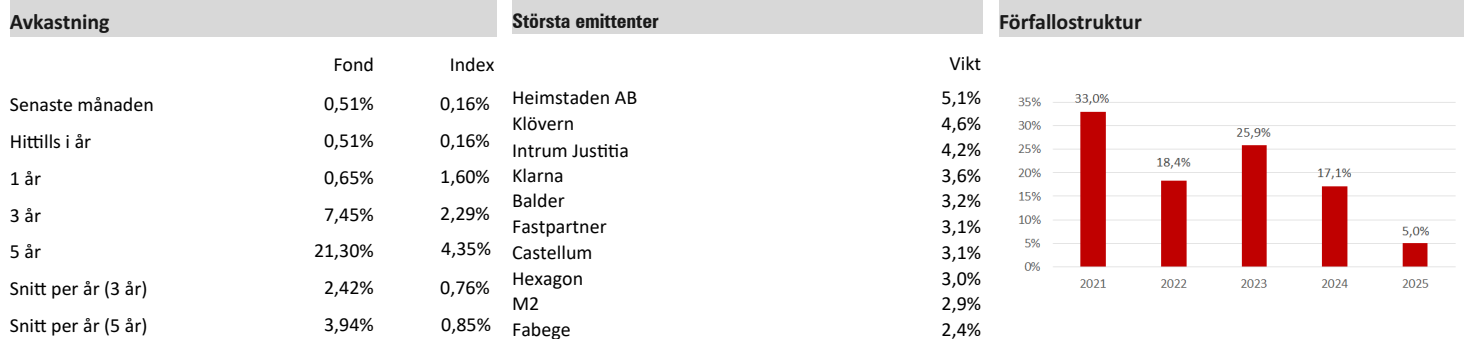 Avkastning
Fond Index
Senaste månaden 0,51% 0,16%
Hittills i år 0,51% 0,16%
1 år 0,65% 1,60%
3 år 7,45% 2,29%
5 år 21,30% 4,35%
Snitt per år (3 år) 2,42% 0,76%
Snitt per år (5 år) 3,94% 0,85%
Största emittenter
Vikt
Heimstaden AB 5,1%
Klövern 4,6%
Intrum Justitia 4,2%
Klarna 3,6%
Balder 3,2%
Fastpartner 3,1%
Castellum 3,1%
Hexagon 3,0%
M2 2,9%
Fabege 2,4%
Förfallostruktur
35%
30%
25%
20%
15%
10%
5%
0%
33,0%
18,4%
25,9%
17,1%
5,0%
2021 2022 2023 2024 2025